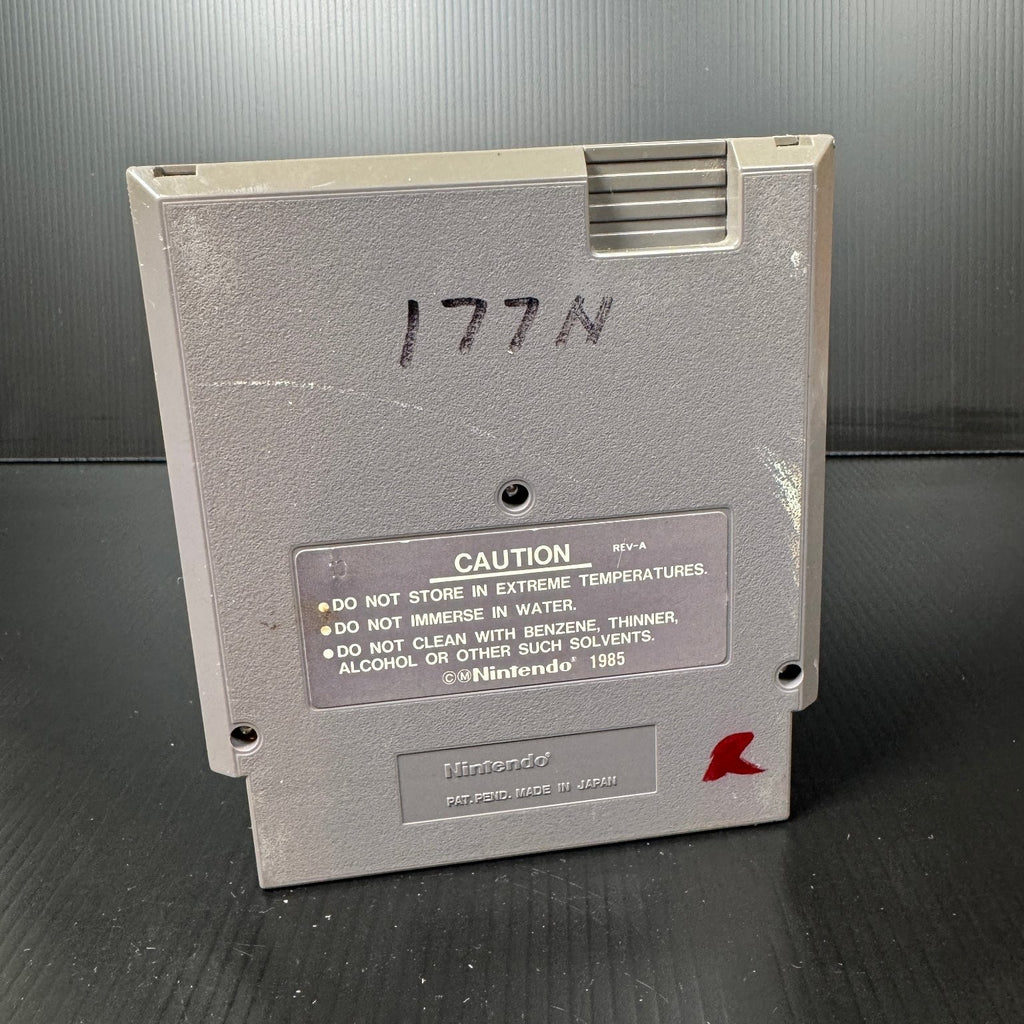 177N
CAUTION REV-A
●DO NOT STORE IN EXTREME TEMPERATURES.
●DO NOT IMMERSE IN WATER.
●DO NOT CLEAN WITH BENZENE, THINNER,
ALCOHOL OR OTHER SUCH SOLVENTS.
©Ⓜ Nintendo® 1985
Nintendo®
PAT. PEND. MADE IN JAPAN